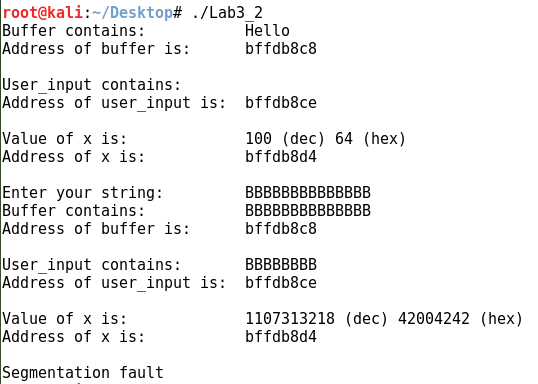 root@kali:~/Desktop# ./Lab3_2
Buffer contains: Hello
Address of buffer is: bffdb8c8
User_input contains:
Address of user_input is: bffdb8ce
Value of x is: 100 (dec) 64 (hex)
Address of x is: bffdb8d4
Enter your string: BBBBBBBBBBBBBB
Buffer contains: BBBBBBBBBBBBBB
Address of buffer is: bffdb8c8
User_input contains: BBBBBBBB
Address of user_input is: bffdb8ce
Value of x is: 1107313218 (dec) 42004242 (hex)
Address of x is: bffdb8d4
Segmentation fault